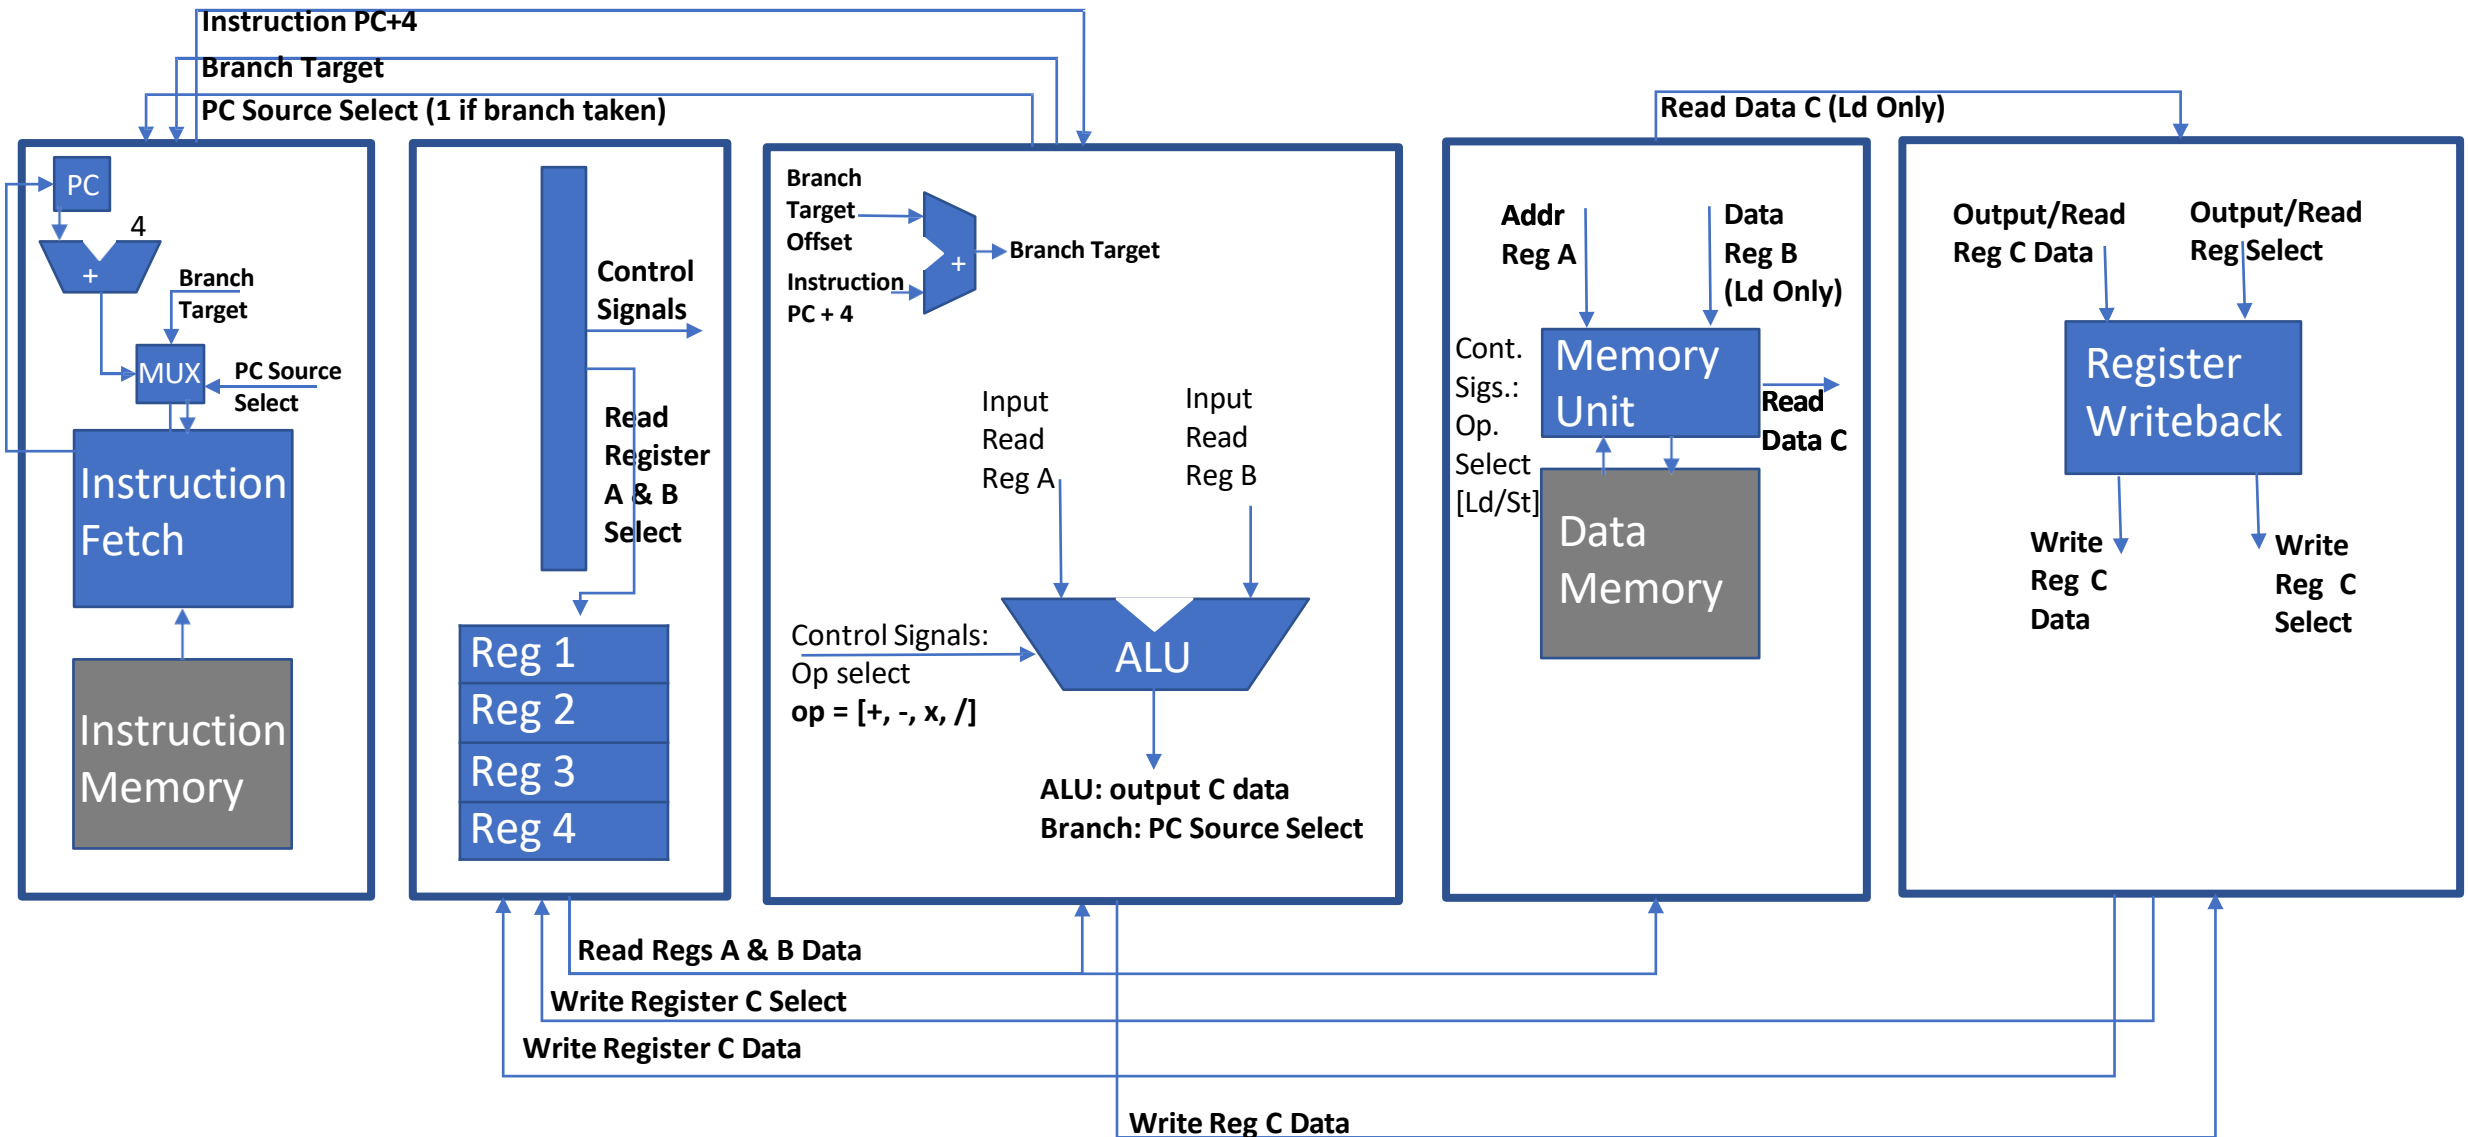 Instruction PC+4
Branch Target
PC Source Select (1 if branch taken)
Read Data C (Ld Only)
PC
4
+
Branch
Target
MUX
PC Source
Select
Instruction
Fetch
Instruction
Memory
Control
Signals
Read
Register
A & B
Select
Reg 1
Reg 2
Reg 3
Reg 4
Branch
Target
Offset
Instruction
PC + 4
+
Branch Target
Input
Read
Reg A
Input
Read
Reg B
Control Signals:
Op select
op = [+, -, x, /]
ALU
ALU: output C data
Branch: PC Source Select
Addr
Reg A
Data
Reg B
(Ld Only)
Cont.
Sigs.:
Op.
Select
[Ld/St]
Memory
Unit
Read
Data C
Data
Memory
Output/Read
Reg C Data
Output/Read
Reg Select
Register
Writeback
Write
Reg C
Data
Write
Reg C
Select
Read Regs A & B Data
Write Register C Select
Write Register C Data
Write Reg C Data